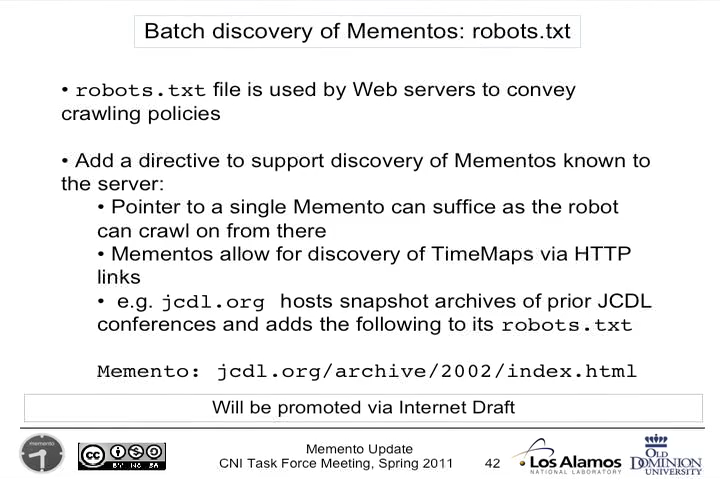 Batch discovery of Mementos: robots.txt
• robots.txt file is used by Web servers to convey
crawling policies
• Add a directive to support discovery of Mementos known to
the server:
• Pointer to a single Memento can suffice as the robot
can crawl on from there
• Mementos allow for discovery of TimeMaps via HTTP
links
• e.g. jcdl.org hosts snapshot archives of prior JCDL
conferences and adds the following to its robots.txt
Memento: jcdl.org/archive/2002/index.html
Will be promoted via Internet Draft
memento
cc
BY NC SA
Memento Update
CNI Task Force Meeting, Spring 2011
42
Los Alamos
NATIONAL LABORATORY
OLD
DOMINION
UNIVERSITY